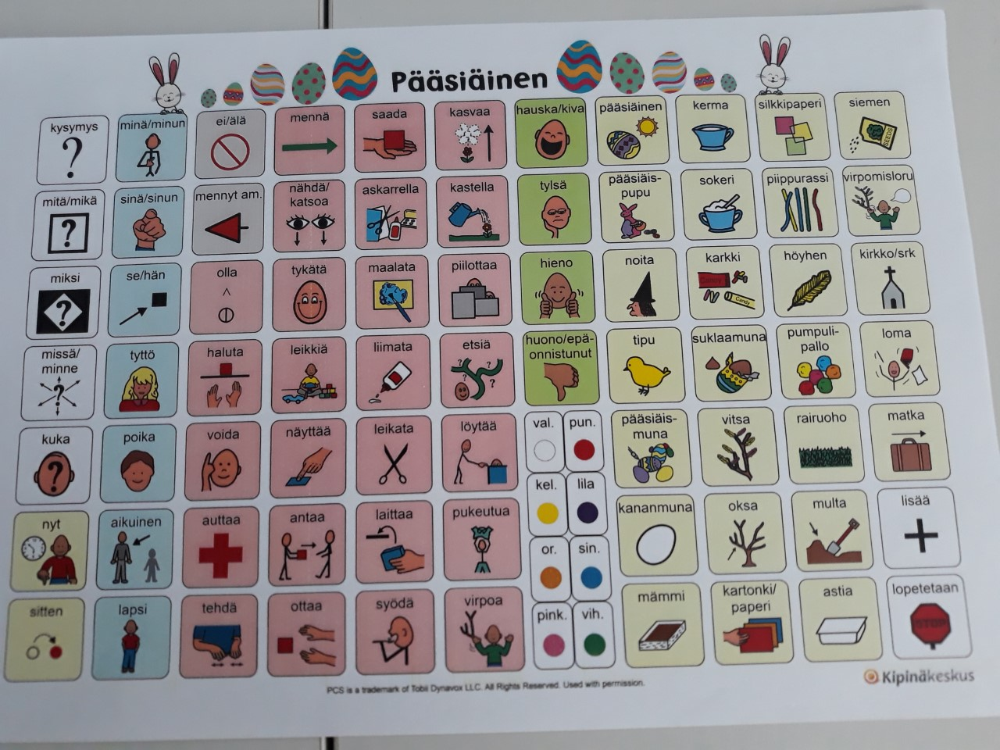 Pääsiäinen
kysymys
minä/minun
ei/älä
mennä
saada
kasvaa
hauska/kiva
pääsiäinen
kerma
silkkipaperi
siemen
SEEDS
mitä/mikä
sinä/sinun
mennyt am.
nähdä/
katsoa
askarrella
kastella
tylsä
pääsiäis-
pupu
sokeri
piippurassi
virpomisloru
miksi
se/hän
olla
tykätä
maalata
piilottaa
hieno
noita
karkki
Candy
Candy
höyhen
kirkko/srk
missä/
minne
tyttö
haluta
leikkiä
liimata
etsiä
huono/epä-
onnistunut
tipu
suklaamuna
pumpuli-
pallo
loma
kuka
poika
voida
näyttää
leikata
löytää
val.
pun.
pääsiäis-
muna
vitsa
rairuoho
matka
nyt
aikuinen
auttaa
antaa
laittaa
pukeutua
kel.
lila
kananmuna
oksa
multa
lisää
or.
sin.
sitten
lapsi
tehdä
ottaa
syödä
virpoa
pink.
vih.
mämmi
kartonki/
paperi
astia
lopetetaan
STOP
PCS is a trademark of Tobii Dynavox LLC. All Rights Reserved. Used with permission.
Kipinäkeskus